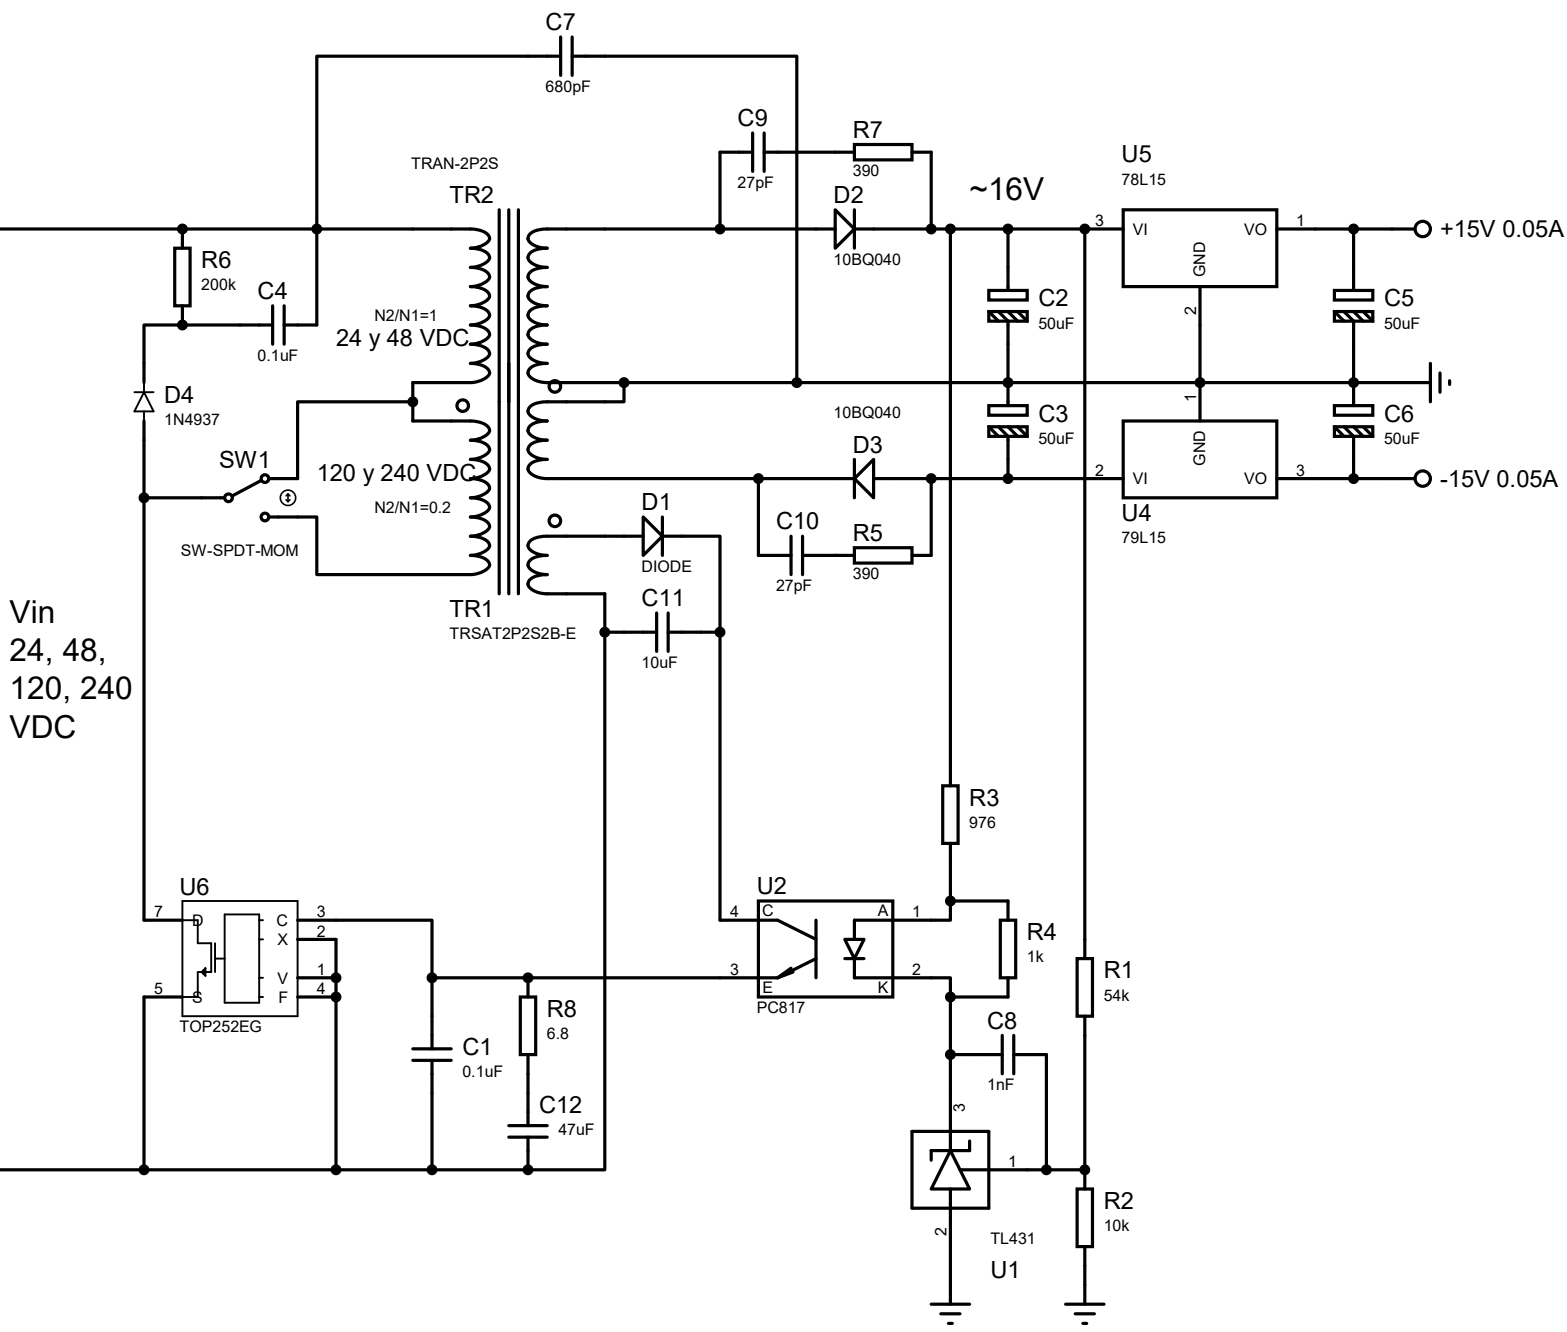 C7
680pF
C9
27pF
R7
390
U5
78L15
TRAN-2P2S
TR2
D2
10BQ040
~16V
3
VI
VO
1
GND
2
+15V 0.05A
R6
200k
C4
0.1uF
N2/N1=1
24 y 48 VDC
C2
50uF
C5
50uF
D4
1N4937
10BQ040
D3
C3
50uF
1
GND
C6
50uF
SW1
SW-SPDT-MOM
120 y 240 VDC
N2/N1=0.2
2
VI
VO
3
-15V 0.05A
U4
79L15
D1
DIODE
C10
27pF
R5
390
TR1
TRSAT2P2S2B-E
C11
10uF
Vin
24, 48,
120, 240
VDC
R3
976
U6
7
D
C
3
X
2
V
1
5
S
F
4
TOP252EG
U2
4
C
A
1
3
E
K
2
PC817
R4
1k
R1
54k
R8
6.8
C1
0.1uF
C12
47uF
C8
1nF
3
1
2
TL431
U1
R2
10k